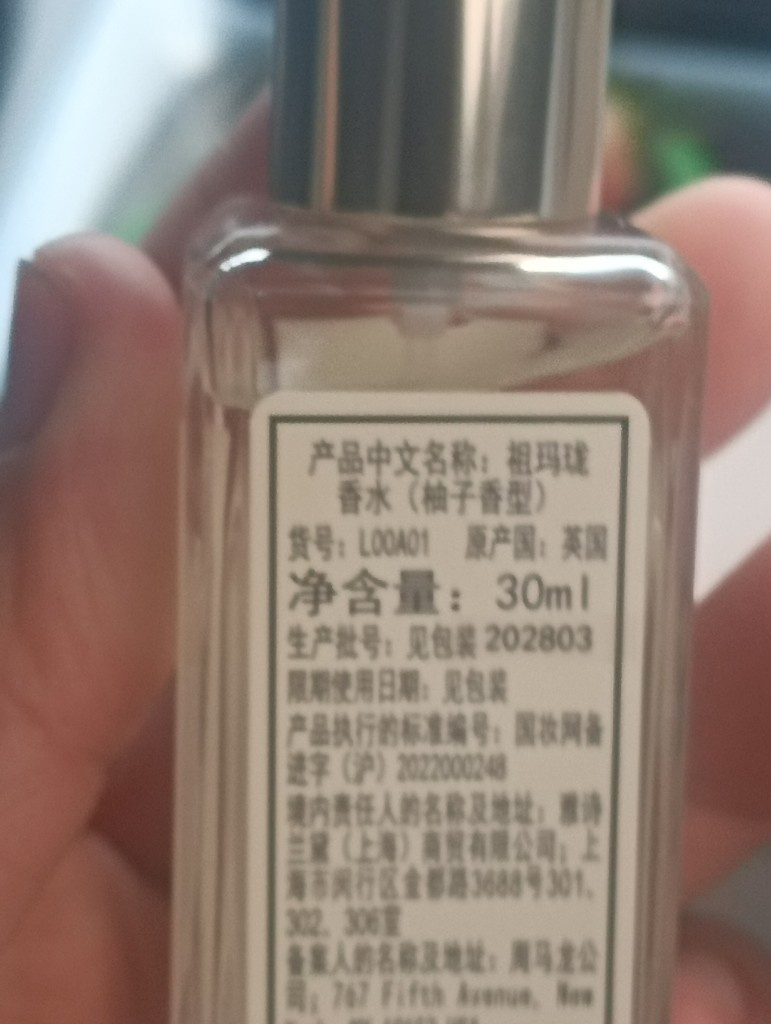 产品中文名称：祖玛珑
香水（柚子香型）
货号：L00A01 原产国：英国
净含量：30ml
生产批号：见包装 202803
限期使用日期：见包装
产品执行的标准编号：国妆网备
进字（沪）2022000248
境内责任人的名称及地址：雅诗
兰黛（上海）商贸有限公司；上
海市闵行区金都路3688号301、
302、306室
备案人的名称及地址：周马龙公
司；767 Fifth Avenue, New